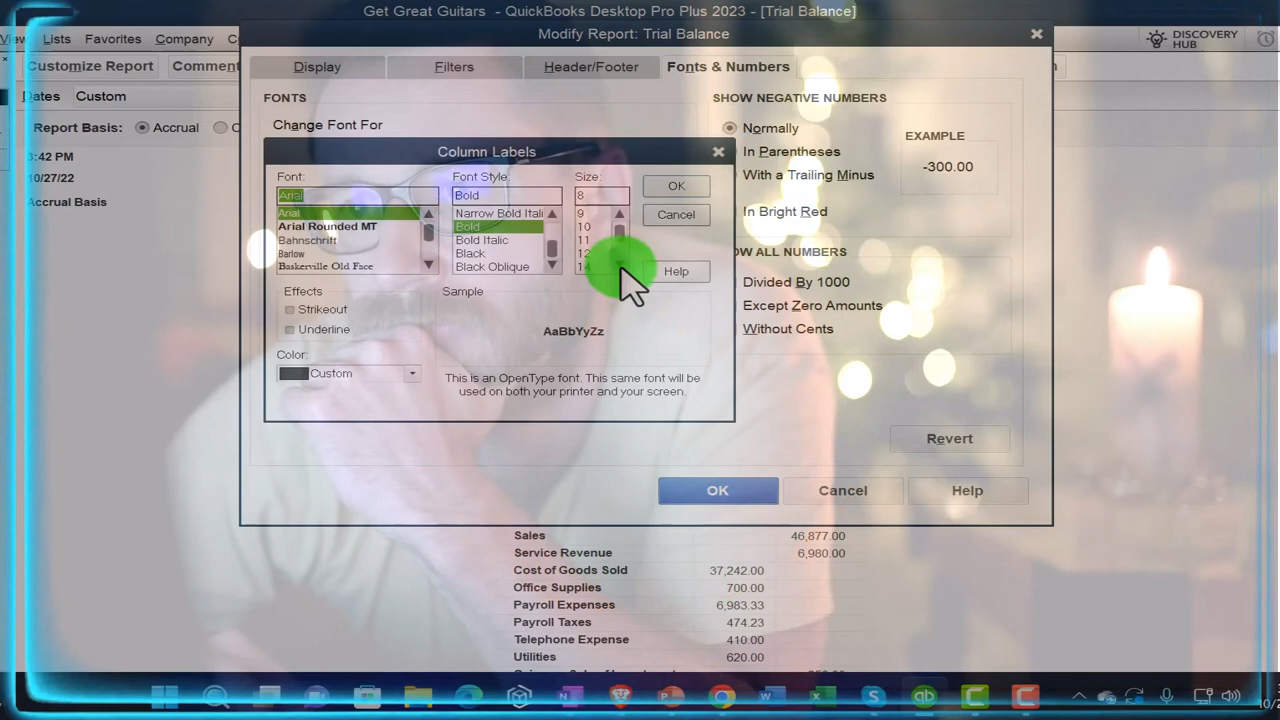 Get Great Guitars - QuickBooks Desktop Pro Plus 2023 - [Trial Balance]
View Lists Favorites Company
Modify Report: Trial Balance
DISCOVERY HUB
Customize Report
Display Filters Header/Footer Fonts & Numbers
Dates Custom
FONTS
Change Font For
SHOW NEGATIVE NUMBERS
Report Basis: Accrual
Normally
In Parentheses
With a Trailing Minus
In Bright Red
EXAMPLE
-300.00
3:42 PM
10/27/22
Accrual Basis
Column Labels
Font: Font Style: Size:
Arial Bold 8 OK
Arial Narrow Bold Itali 9 Cancel
Arial Rounded MT Bold 10
Bahnschrift Bold Italic 11
Barlow Black 12
Baskerville Old Face Black Oblique 14 Help
Effects Sample
Strikeout
Underline
AaBbYyZz
Color:
Custom
This is an OpenType font. This same font will be
used on both your printer and your screen.
Divided By 1000
Except Zero Amounts
Without Cents
Revert
OK Cancel Help
Sales 46,877.00
Service Revenue 6,980.00
Cost of Goods Sold 37,242.00
Office Supplies 700.00
Payroll Expenses 6,983.33
Payroll Taxes 474.23
Telephone Expense 410.00
Utilities 620.00